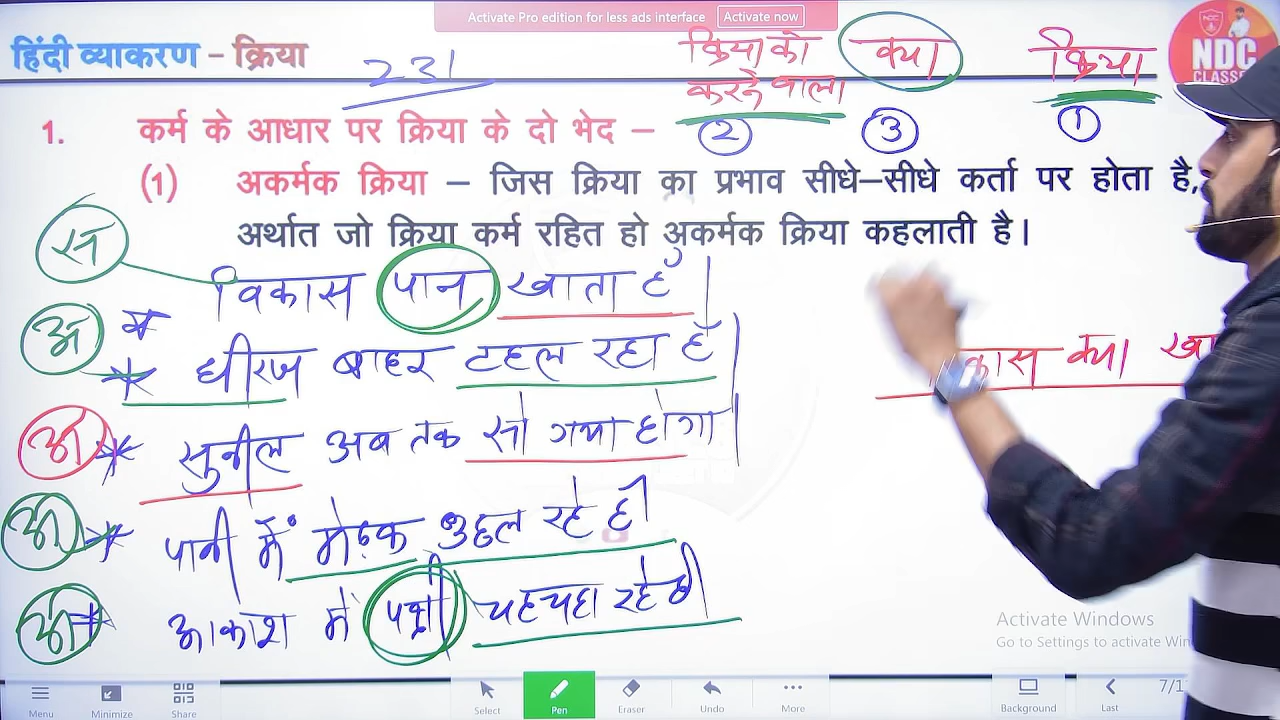 Activate Pro edition for less ads interface Activate now
हिंदी व्याकरण – क्रिया
231
क्रिया को करने वाला
क्या
क्रिया
② ③ ①
NDC
CLASSES
1. कर्म के आधार पर क्रिया के दो भेद –
(1) अकर्मक क्रिया – जिस क्रिया का प्रभाव सीधे–सीधे कर्ता पर होता है,
अर्थात जो क्रिया कर्म रहित हो अकर्मक क्रिया कहलाती है।
स विकास पान खाता है।
अ * धीरज बाहर टहल रहा है।
अ * सुनील अब तक सो गया होगा।
अ * पानी में मेढ़क उछल रहे हैं।
अ * आकाश में पक्षी चहचहा रहे हैं।
क्या
Activate Windows
Go to Settings to activate Win
Menu Minimize Share Select Pen Eraser Undo More Background Last 7/1